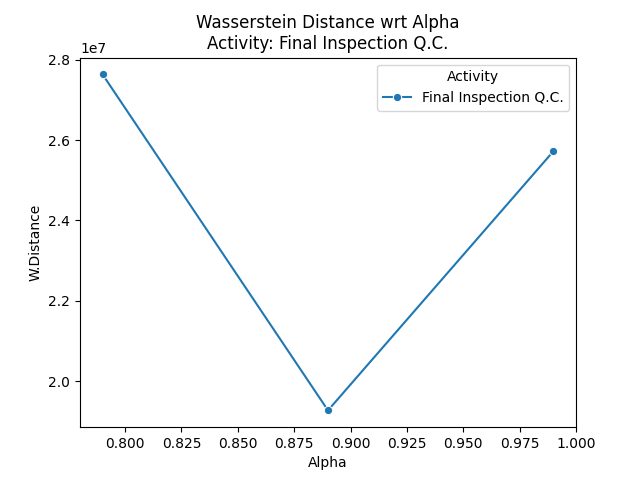 Wasserstein Distance wrt Alpha
Activity: Final Inspection Q.C.
1e7
Activity
Final Inspection Q.C.
2.8
2.6
2.4
2.2
2.0
W.Distance
0.800 0.825 0.850 0.875 0.900 0.925 0.950 0.975 1.000
Alpha